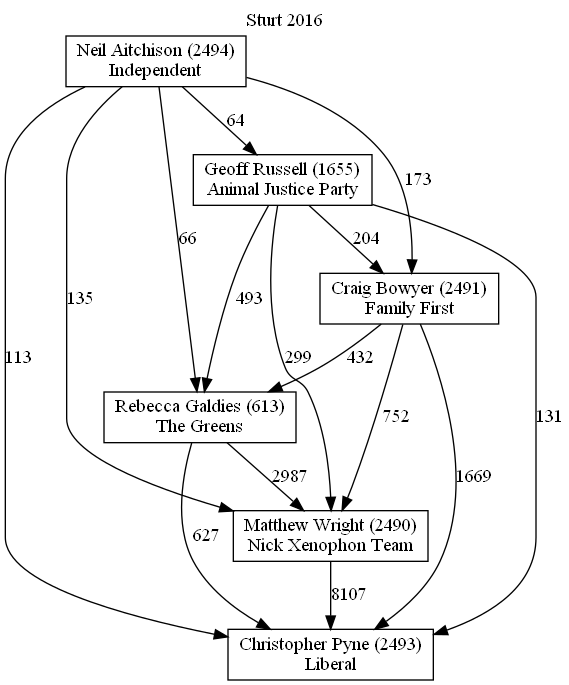 Sturt 2016
Neil Aitchison (2494)
Independent
64
Geoff Russell (1655)
Animal Justice Party
173
66
204
Craig Bowyer (2491)
Family First
135
493
113
299
432
131
Rebecca Galdies (613)
The Greens
752
2987
1669
Matthew Wright (2490)
Nick Xenophon Team
627
8107
Christopher Pyne (2493)
Liberal